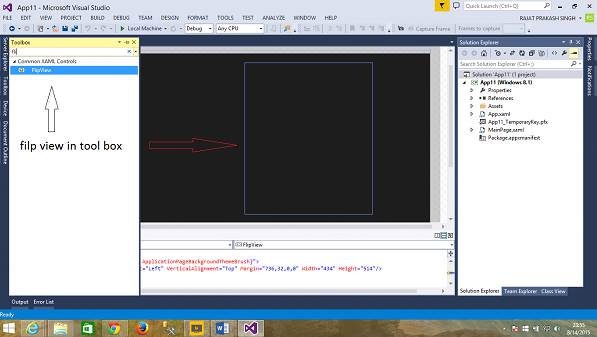 App11 - Microsoft Visual Studio
Quick Launch (Ctrl+Q)
FILE EDIT VIEW PROJECT BUILD DEBUG TEAM DESIGN FORMAT TOOLS TEST ANALYZE WINDOW HELP
RAJAT PRAKASH SINGH
Local Machine Debug Any CPU
Capture Frame Frames to capture
Server Explorer Toolbox Device Document Outline
Toolbox
Common XAML Controls
FlipView
filp view in tool box
FlipView
ApplicationPageBackgroundThemeBrush}">
="Left" VerticalAlignment="Top" Margin="736,32,0,0" Width="434" Height="514"/>
Solution Explorer
Search Solution Explorer (Ctrl+;)
Solution 'App11' (1 project)
App11 (Windows 8.1)
Properties
References
Assets
App.xaml
App11_TemporaryKey.pfx
MainPage.xaml
Package.appxmanifest
Solution Explorer Team Explorer Class View
Properties Notifications
Output Error List
Ready
23:55
8/14/2015